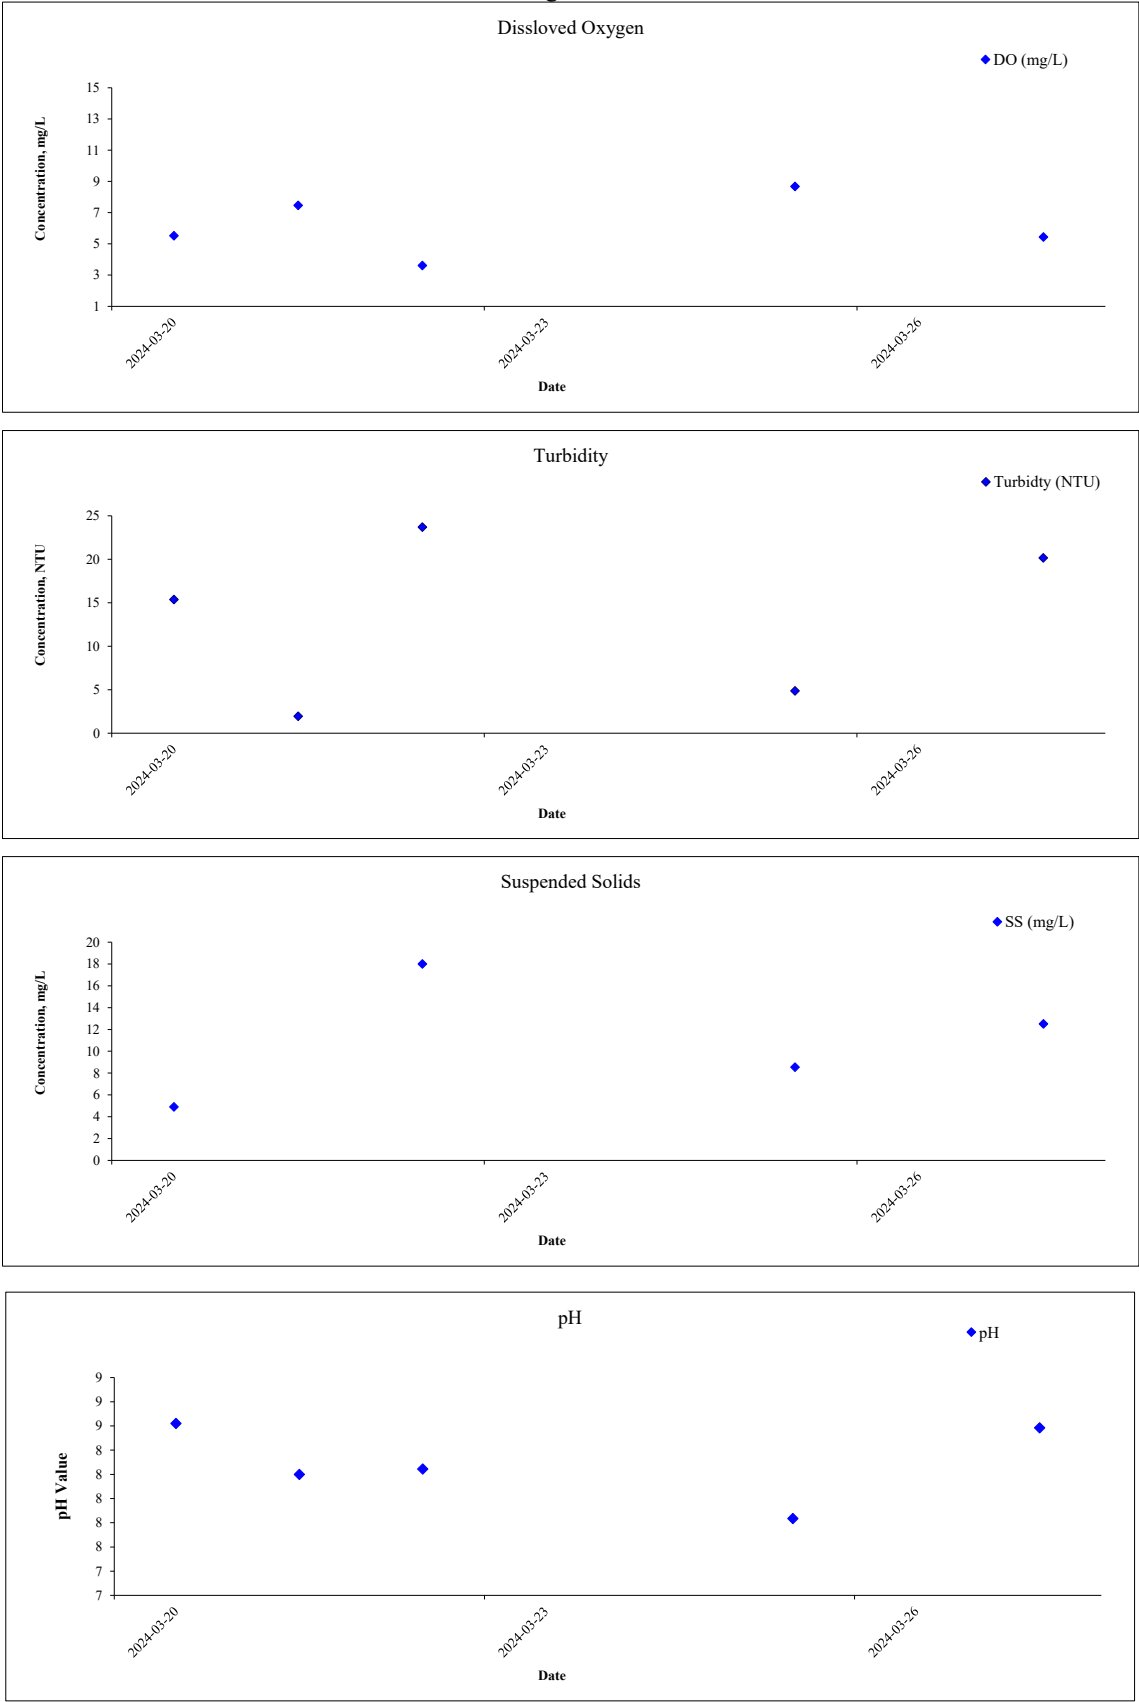 Dissloved Oxygen
DO (mg/L)
Concentration, mg/L
15
13
11
9
7
5
3
1
2024-03-20
2024-03-23
2024-03-26
Date
Turbidity
Turbidty (NTU)
Concentration, NTU
25
20
15
10
5
0
2024-03-20
2024-03-23
2024-03-26
Date
Suspended Solids
SS (mg/L)
Concentration, mg/L
20
18
16
14
12
10
8
6
4
2
0
2024-03-20
2024-03-23
2024-03-26
Date
pH
pH
pH Value
9
9
9
8
8
8
8
8
7
7
2024-03-20
2024-03-23
2024-03-26
Date